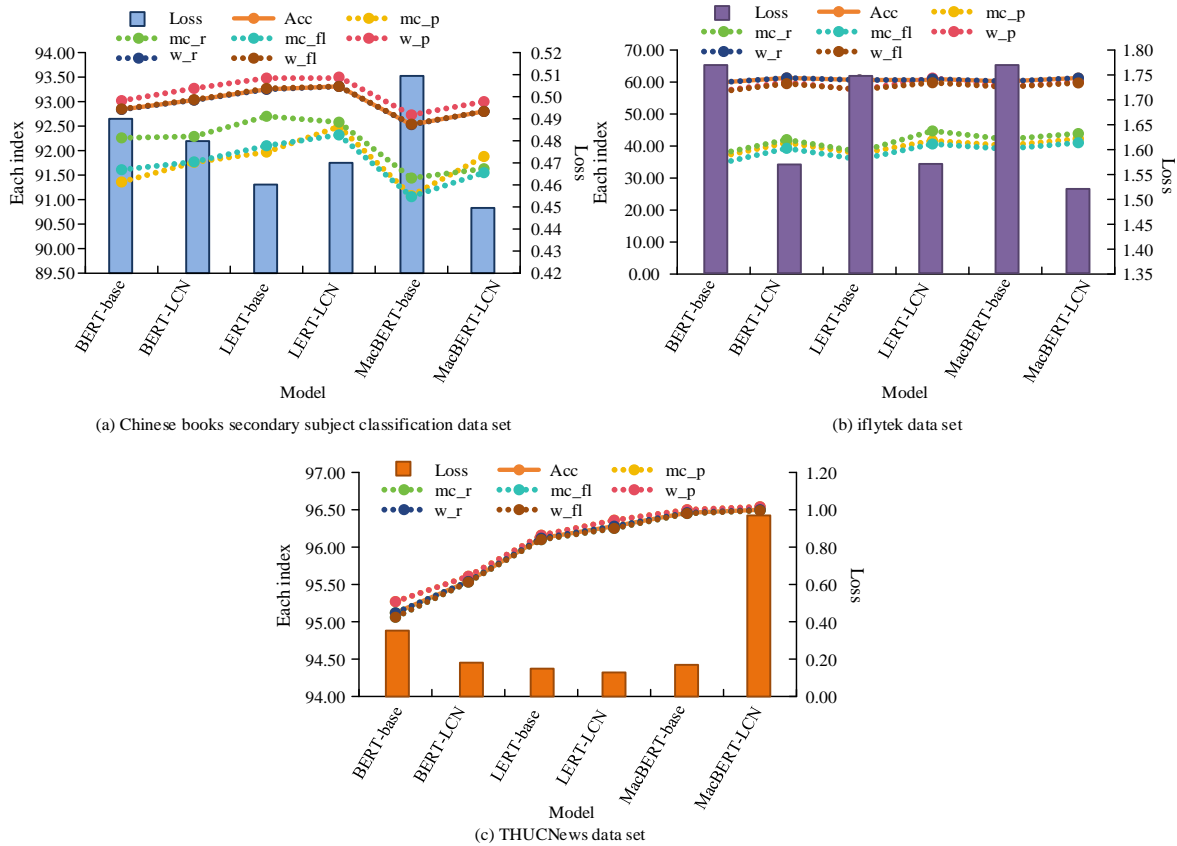 Loss Acc mc_p
mc_r mc_fl w_p
w_r w_fl
94.00
93.50
93.00
92.50
92.00
91.50
91.00
90.50
90.00
89.50
Each index
0.52
0.51
0.50
0.49
0.48
0.47
0.46
0.45
0.44
0.43
0.42
Loss
BERT-base
BERT-LCN
LERT-base
LERT-LCN
MacBERT-base
MacBERT-LCN
Model
(a) Chinese books secondary subject classification data set
Loss Acc mc_p
mc_r mc_fl w_p
w_r w_fl
70.00
60.00
50.00
40.00
30.00
20.00
10.00
0.00
Each index
1.80
1.75
1.70
1.65
1.60
1.55
1.50
1.45
1.40
1.35
Loss
BERT-base
BERT-LCN
LERT-base
LERT-LCN
MacBERT-base
MacBERT-LCN
Model
(b) iflytek data set
Loss Acc mc_p
mc_r mc_fl w_p
w_r w_fl
97.00
96.50
96.00
95.50
95.00
94.50
94.00
Each index
1.20
1.00
0.80
0.60
0.40
0.20
0.00
Loss
BERT-base
BERT-LCN
LERT-base
LERT-LCN
MacBERT-base
MacBERT-LCN
Model
(c) THUCNews data set